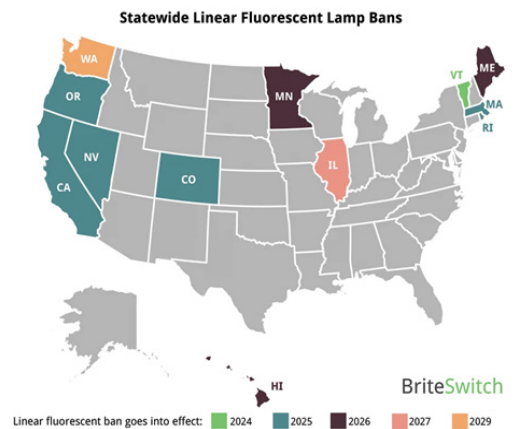 Statewide Linear Fluorescent Lamp Bans
WA
ME
VT
OR
MN
MA
RI
NV
IL
CO
CA
HI
BriteSwitch
Linear fluorescent ban goes into effect: 2024 2025 2026 2027 2029